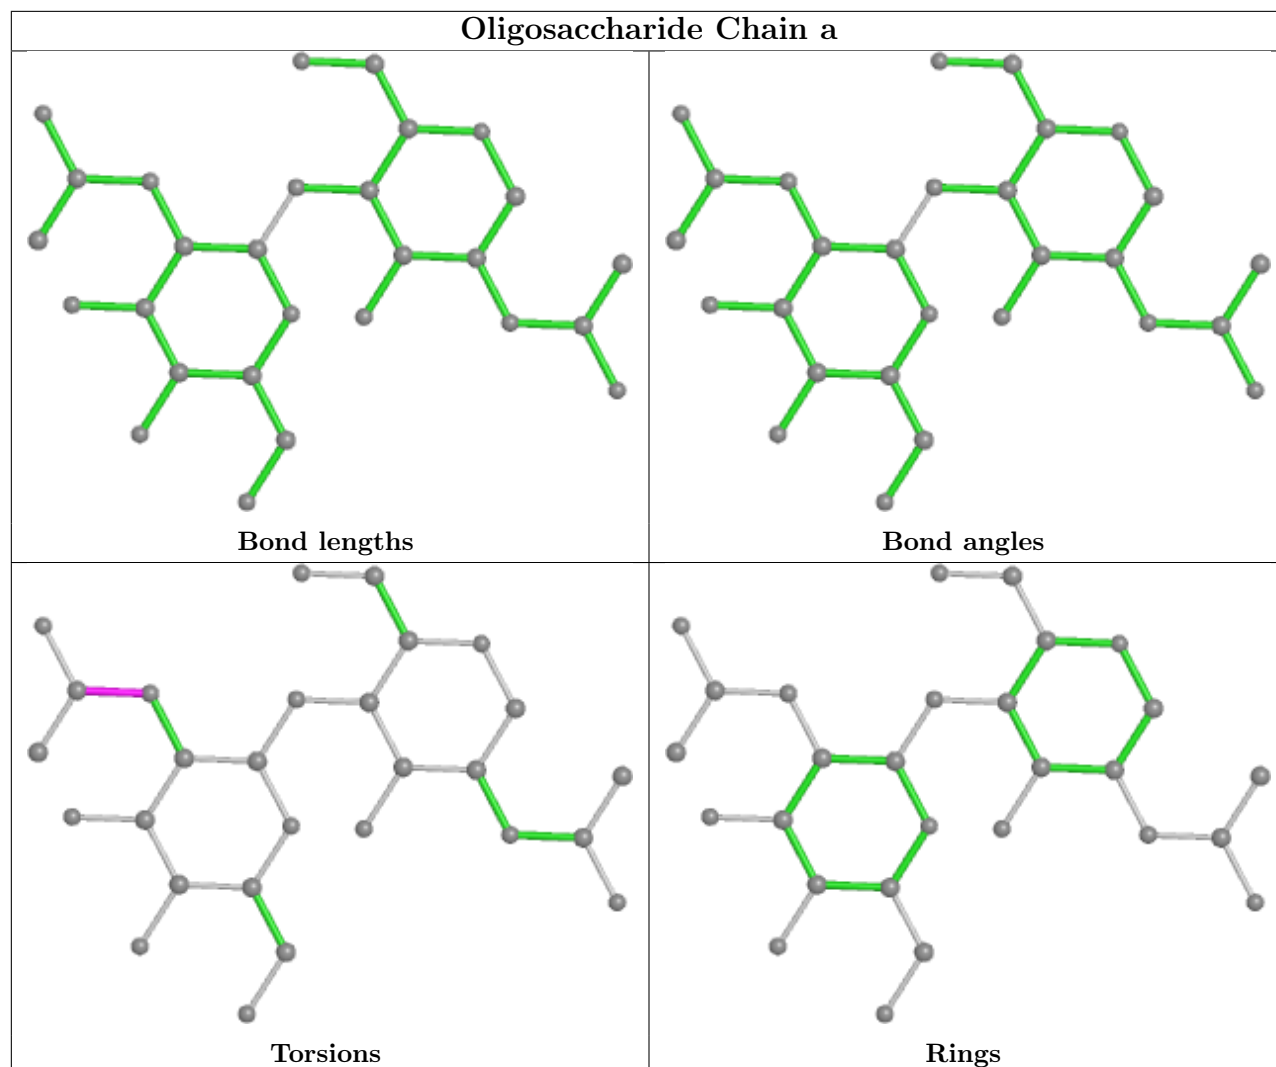 Oligosaccharide Chain a
Bond lengths
Bond angles
Torsions
Rings